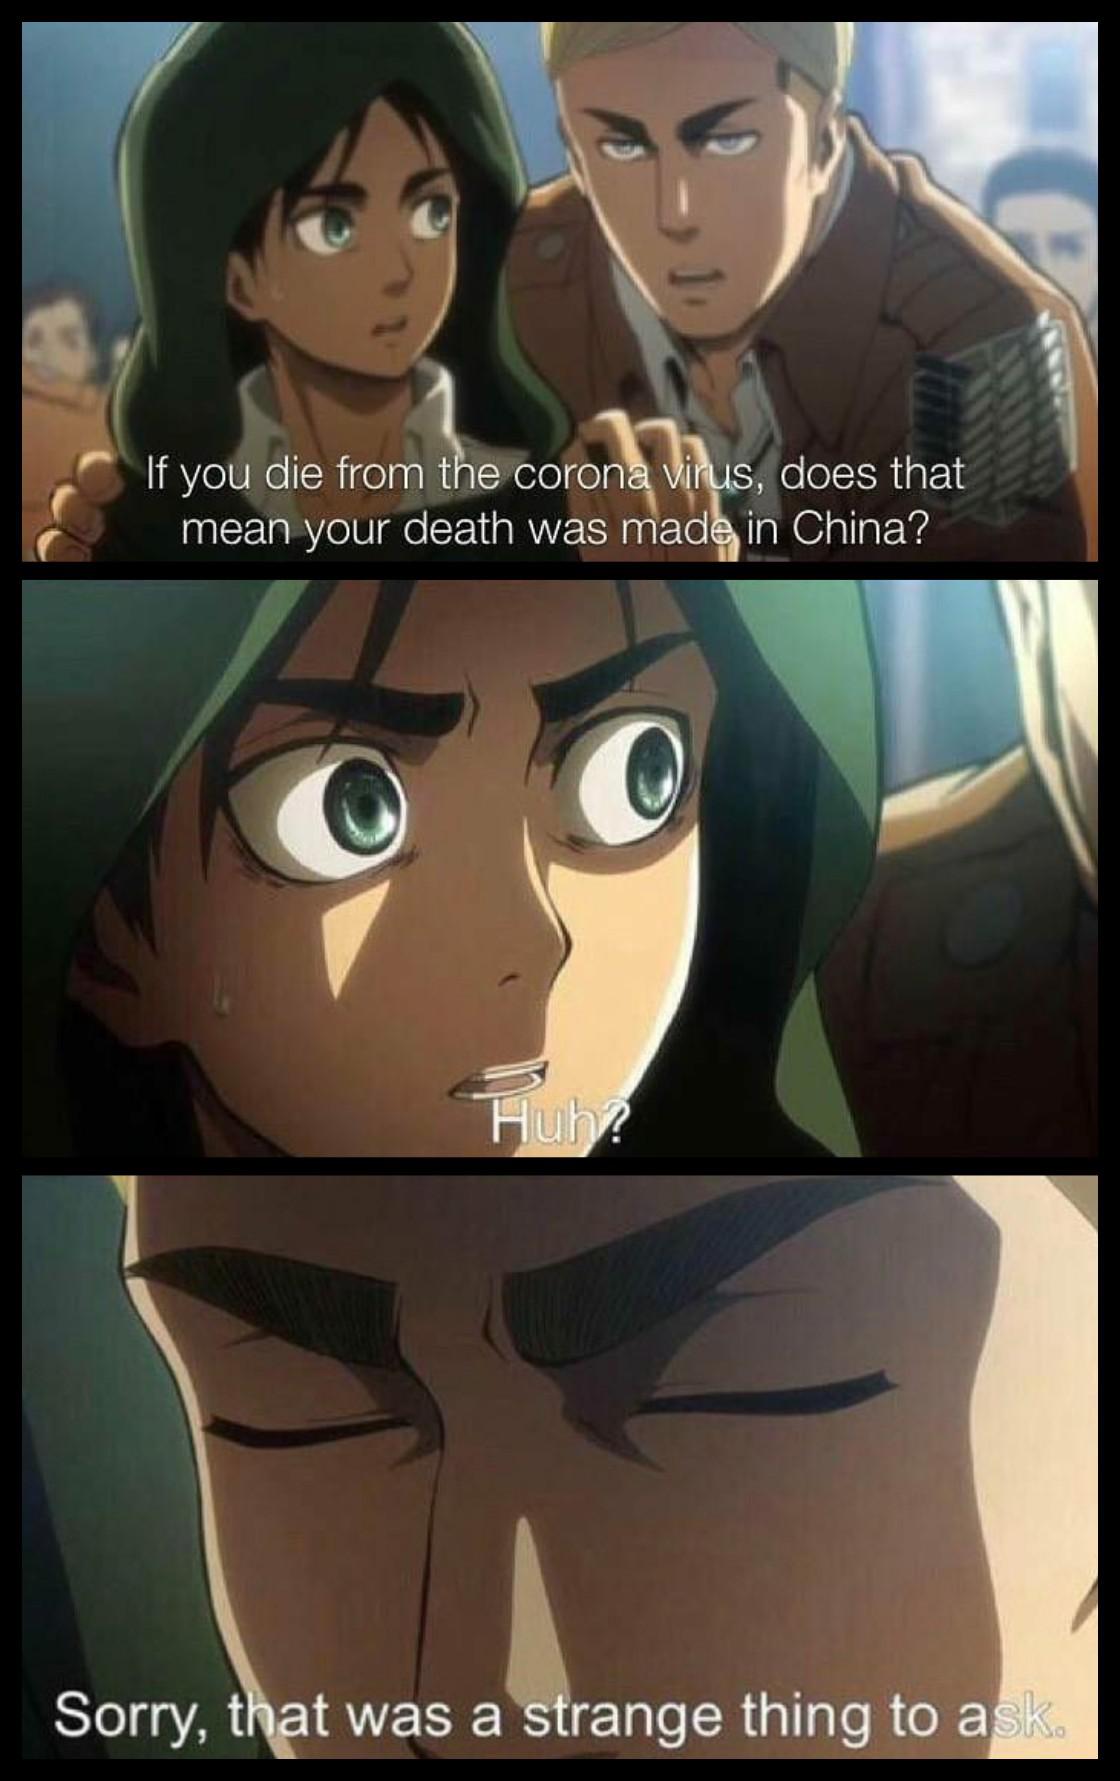 If you die from the corona virus, does that
mean your death was made in China?
Huh?
Sorry, that was a strange thing to ask.